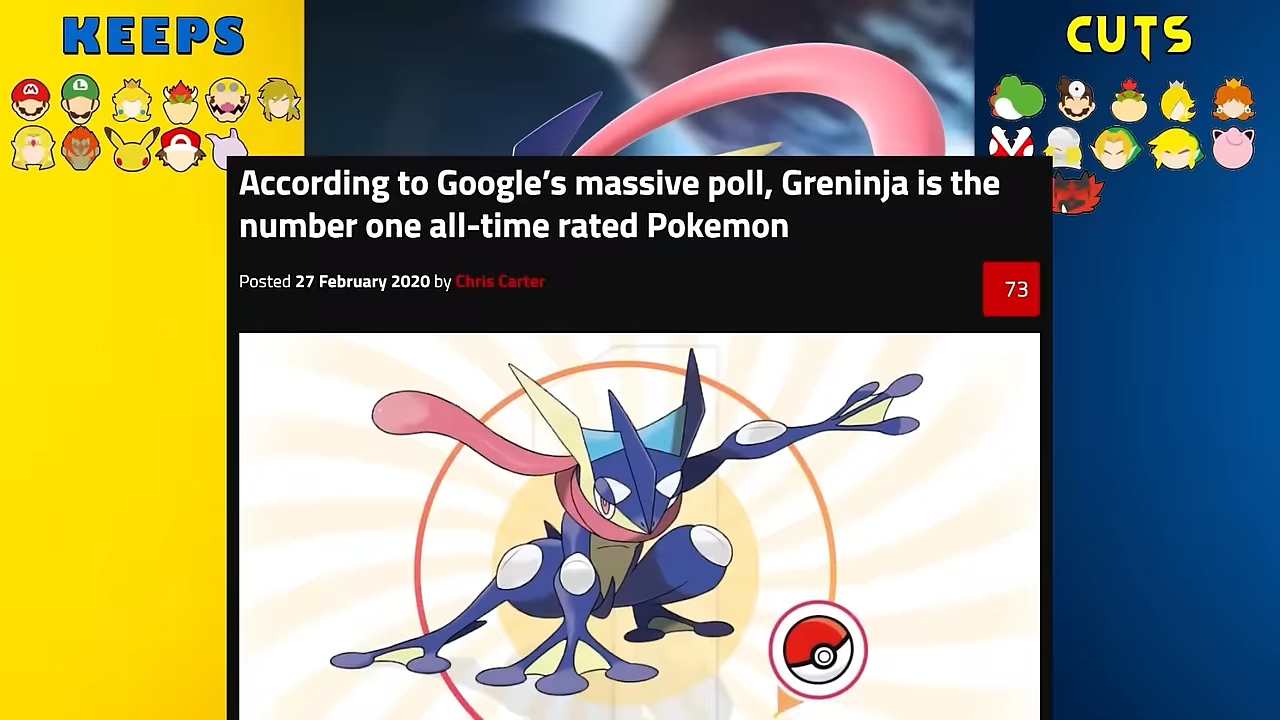 KEEPS
CUTS
According to Google's massive poll, Greninja is the
number one all-time rated Pokemon
Posted 27 February 2020 by Chris Carter
73